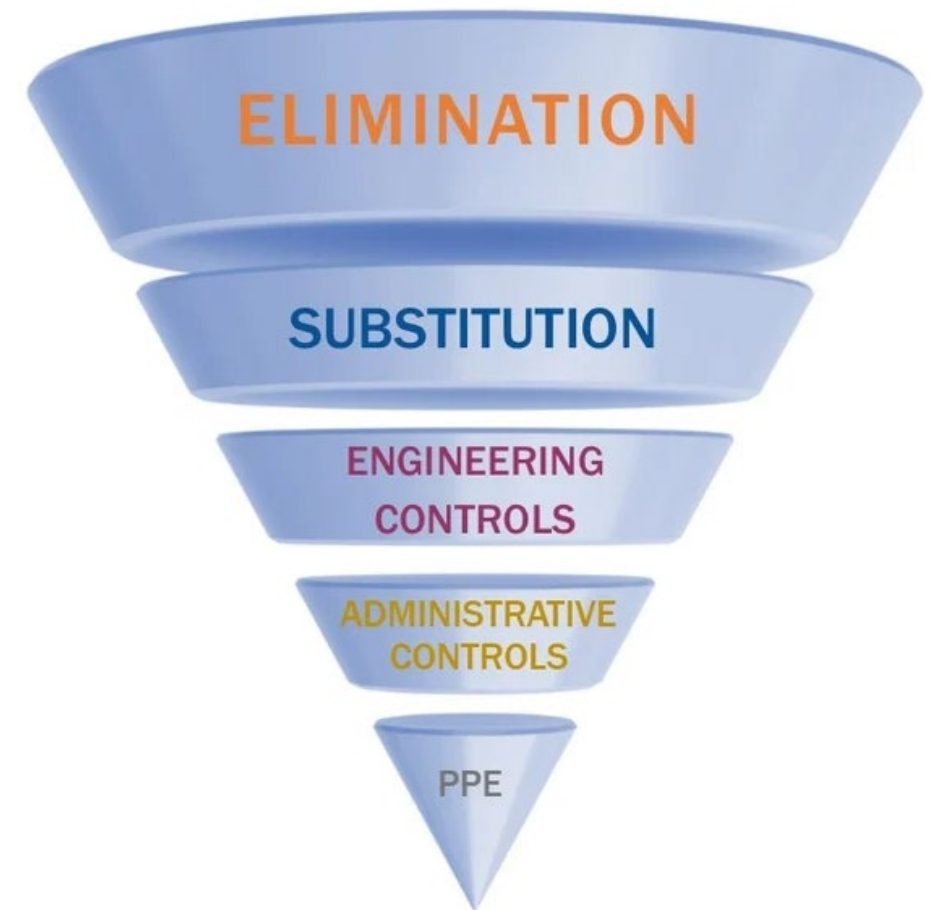 ELIMINATION
SUBSTITUTION
ENGINEERING
CONTROLS
ADMINISTRATIVE
CONTROLS
PPE